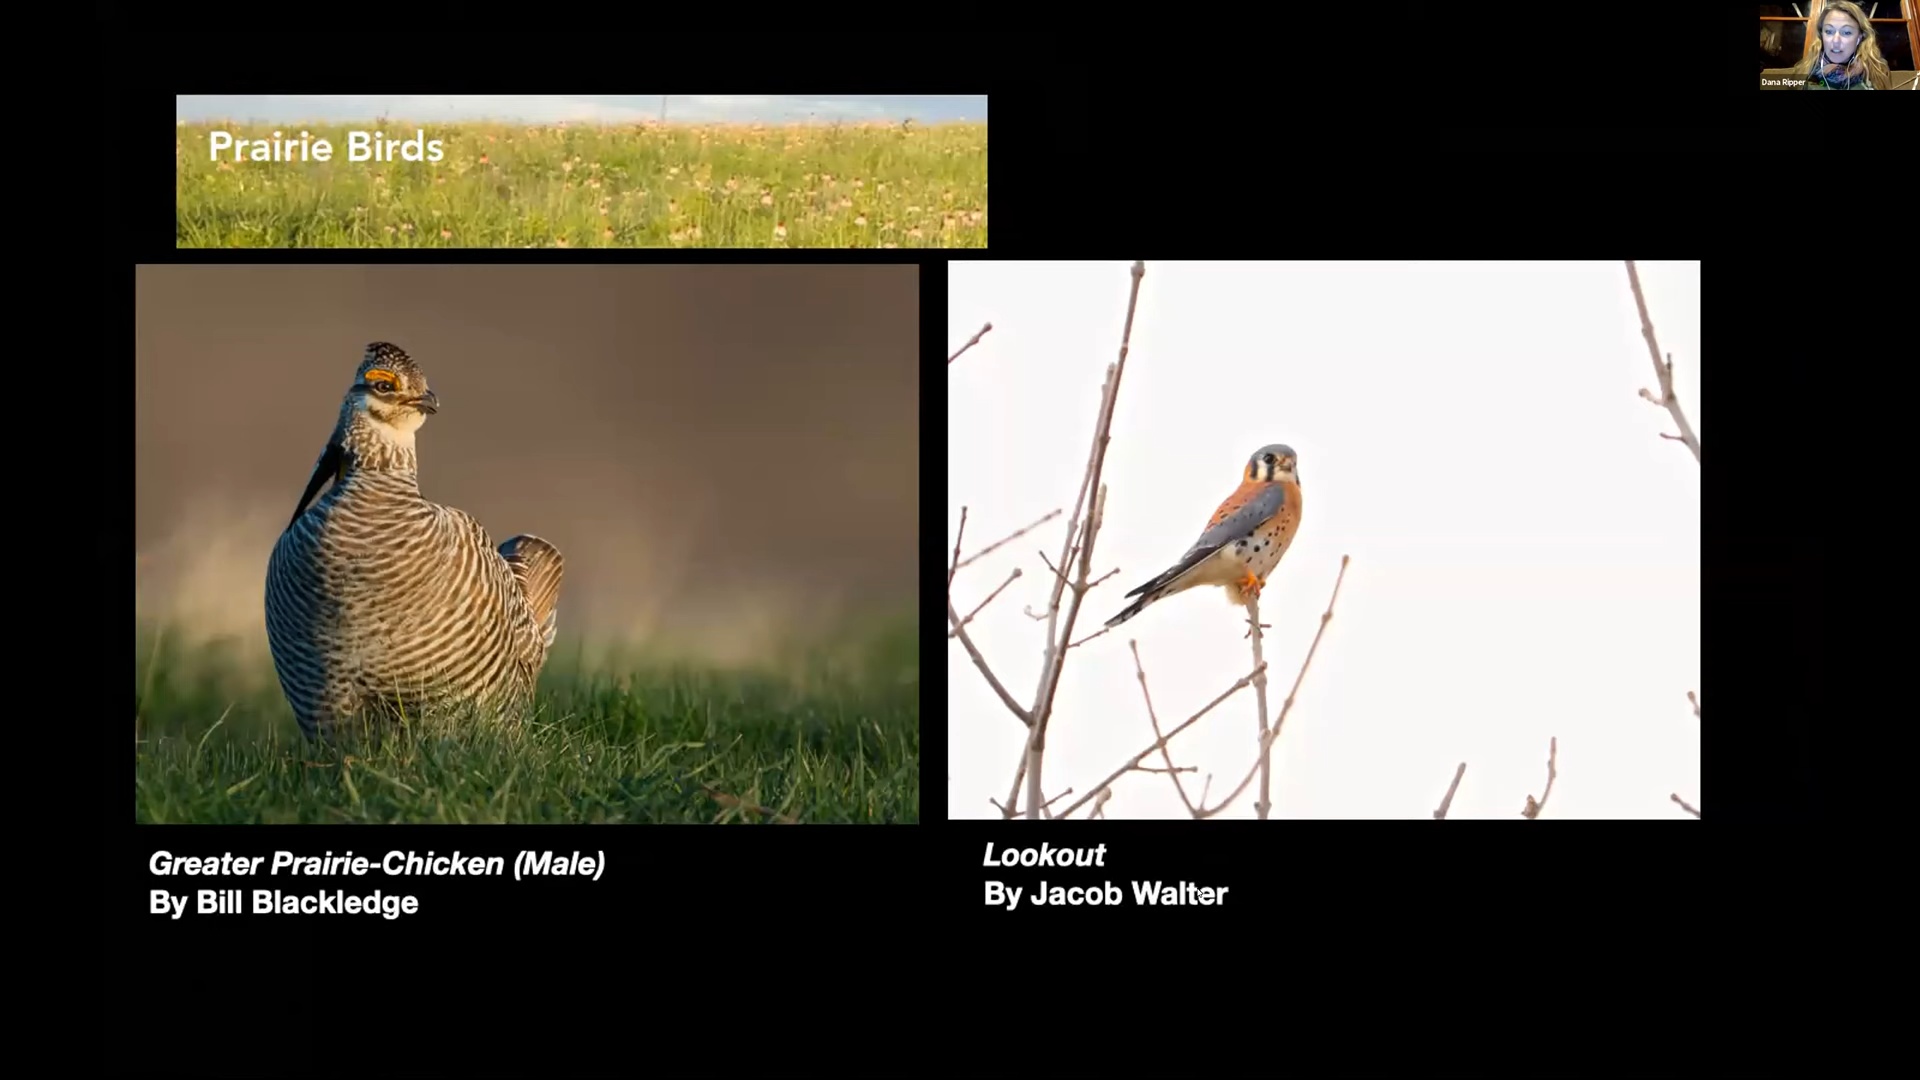 Dana Ripper
Prairie Birds
Greater Prairie-Chicken (Male)
By Bill Blackledge
Lookout
By Jacob Walter